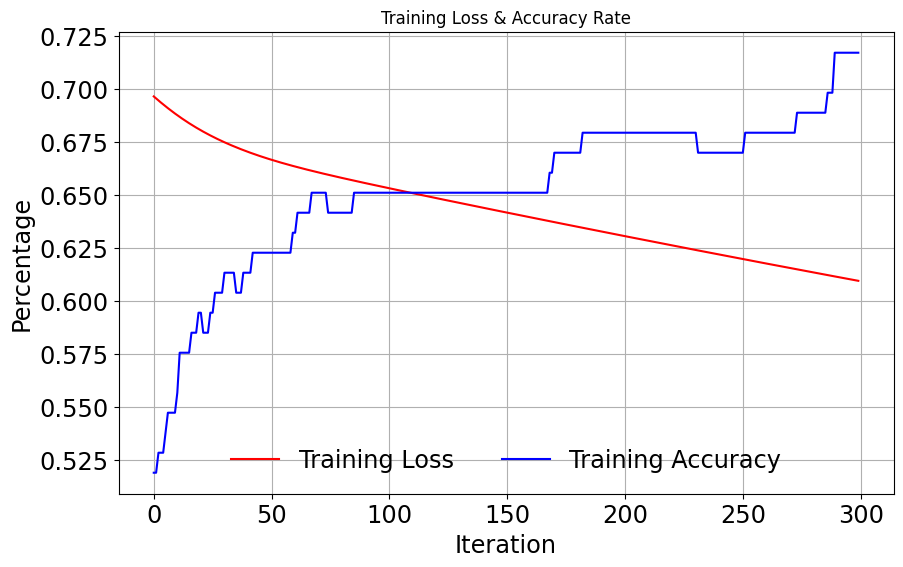 Training Loss & Accuracy Rate
0.725
0.700
0.675
0.650
0.625
0.600
0.575
0.550
0.525
Percentage
Training Loss
Training Accuracy
0 50 100 150 200 250 300
Iteration